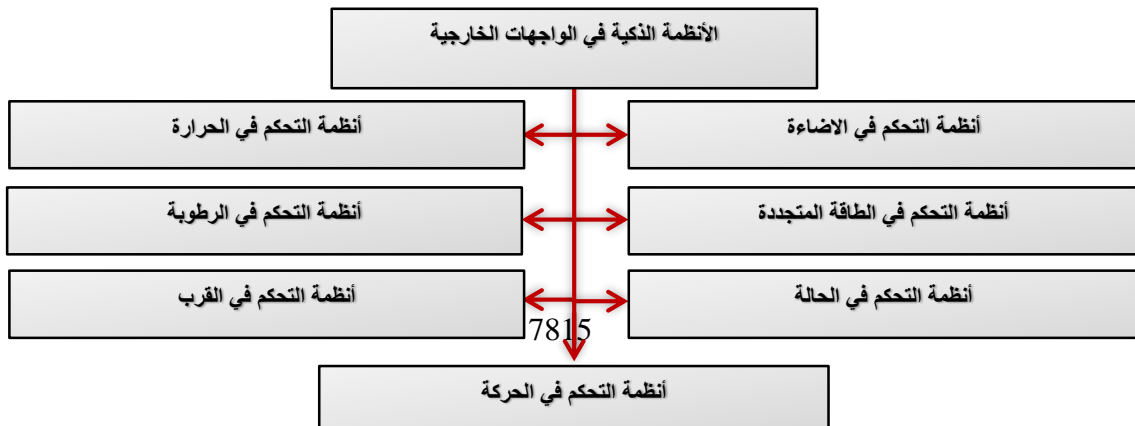 الأنظمة الذكية في الواجهات الخارجية
أنظمة التحكم في الاضاءة
أنظمة التحكم في الحرارة
أنظمة التحكم في الطاقة المتجددة
أنظمة التحكم في الرطوبة
أنظمة التحكم في الحالة
أنظمة التحكم في القرب
7815
أنظمة التحكم في الحركة